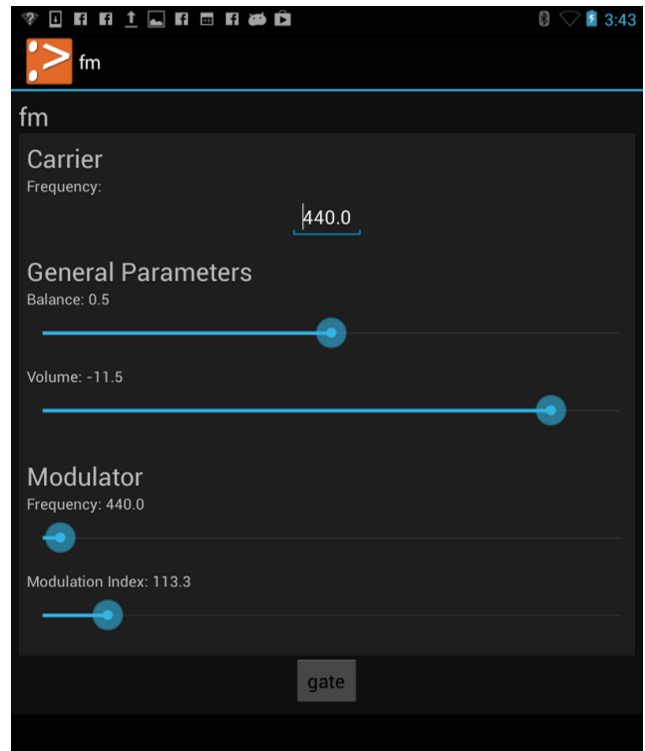 3:43
fm
fm
Carrier
Frequency:
440.0
General Parameters
Balance: 0.5
Volume: -11.5
Modulator
Frequency: 440.0
Modulation Index: 113.3
gate